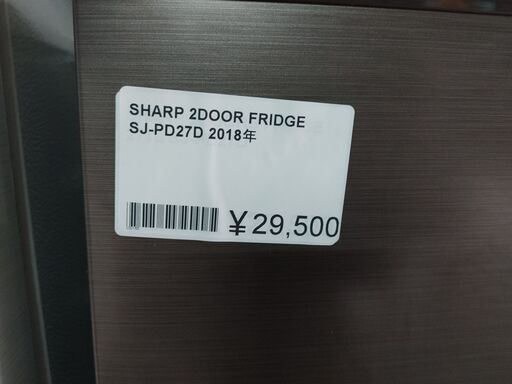 SHARP 2DOOR FRIDGE
SJ-PD27D 2018年
￥29,500